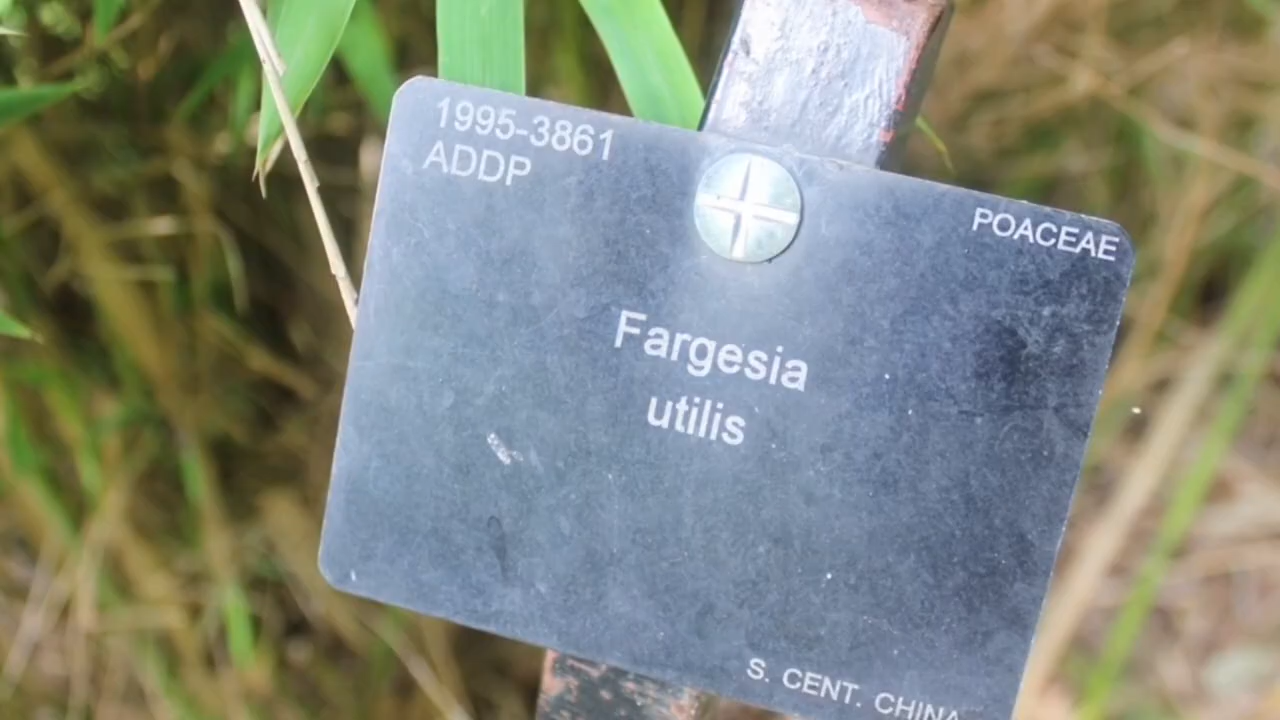 1995-3861
ADDP
POACEAE
Fargesia
utilis
S. CENT. CHINA